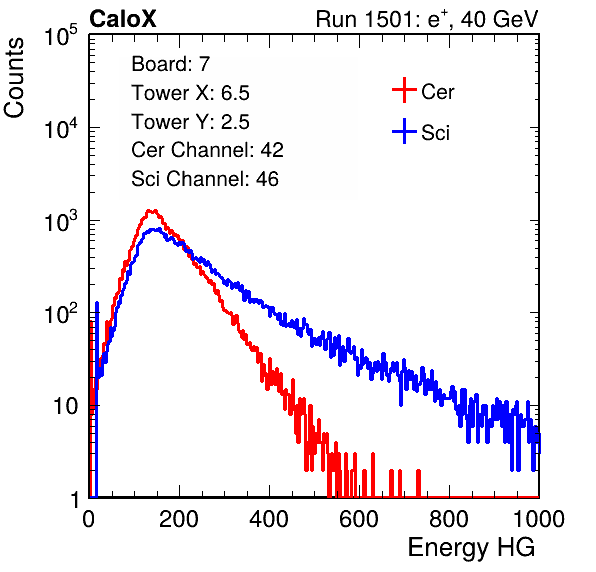 CaloX Run 1501: e⁺, 40 GeV
Counts
Board: 7
Tower X: 6.5
Tower Y: 2.5
Cer Channel: 42
Sci Channel: 46
Cer
Sci
10⁵
10⁴
10³
10²
10
1
0 200 400 600 800 1000
Energy HG